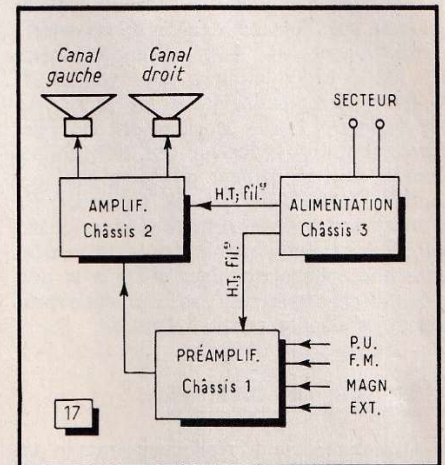 Canal
gauche
Canal
droit
SECTEUR
AMPLIF.
Châssis 2
H.T; fil.ts
ALIMENTATION
Châssis 3
H.T; fil.ts
PRÉAMPLIF.
Châssis 1
P.U.
F.M.
MAGN.
EXT.
17